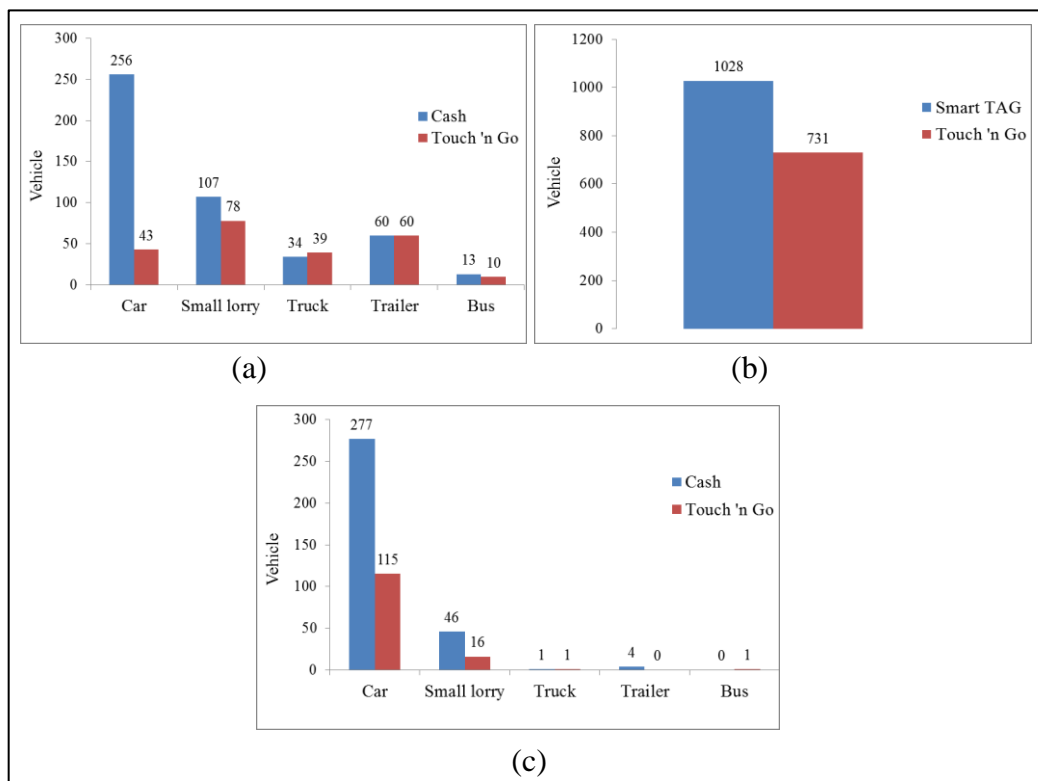 300
250
200
150
100
50
0
Vehicle
256
43
107
78
34
39
60
60
13
10
Car
Small lorry
Truck
Trailer
Bus
Cash
Touch 'n Go
(a)
1200
1000
800
600
400
200
0
Vehicle
1028
731
Smart TAG
Touch 'n Go
(b)
300
250
200
150
100
50
0
Vehicle
277
115
46
16
1
1
4
0
0
1
Car
Small lorry
Truck
Trailer
Bus
Cash
Touch 'n Go
(c)